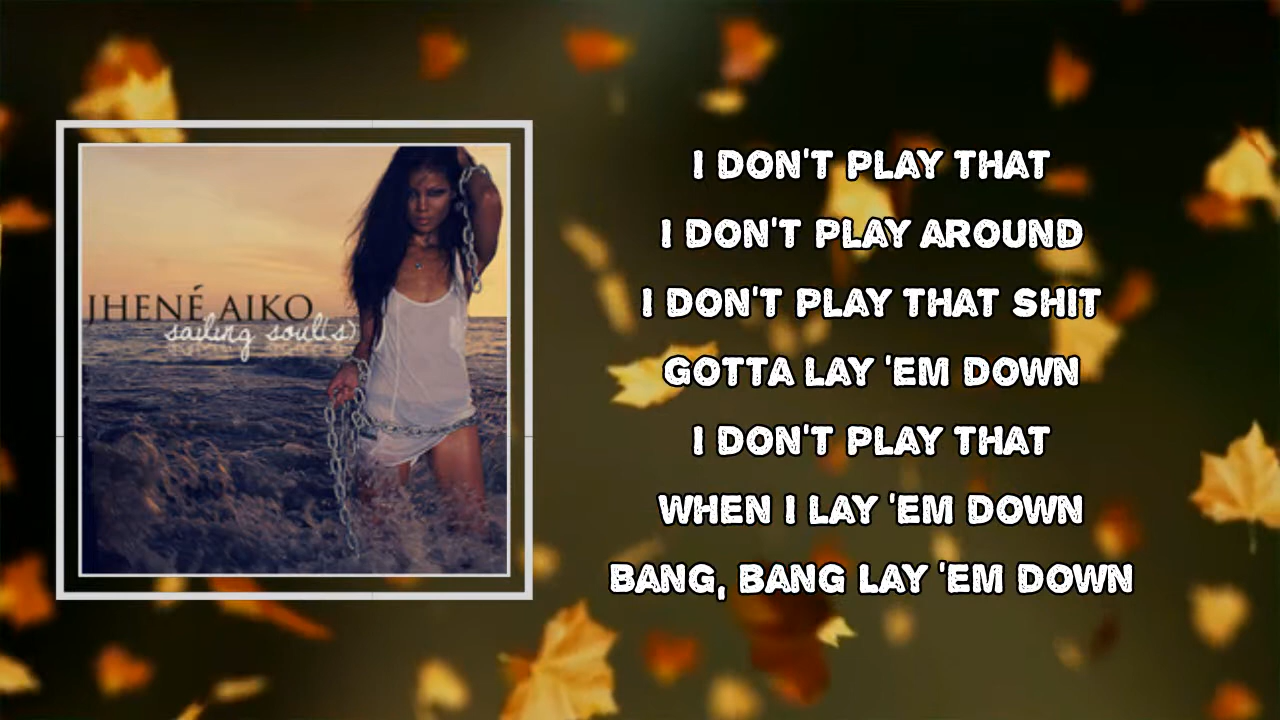 JHENÉ AIKO
sailing soul(s)
I DON'T PLAY THAT
I DON'T PLAY AROUND
I DON'T PLAY THAT SHIT
GOTTA LAY 'EM DOWN
I DON'T PLAY THAT
WHEN I LAY 'EM DOWN
BANG, BANG LAY 'EM DOWN